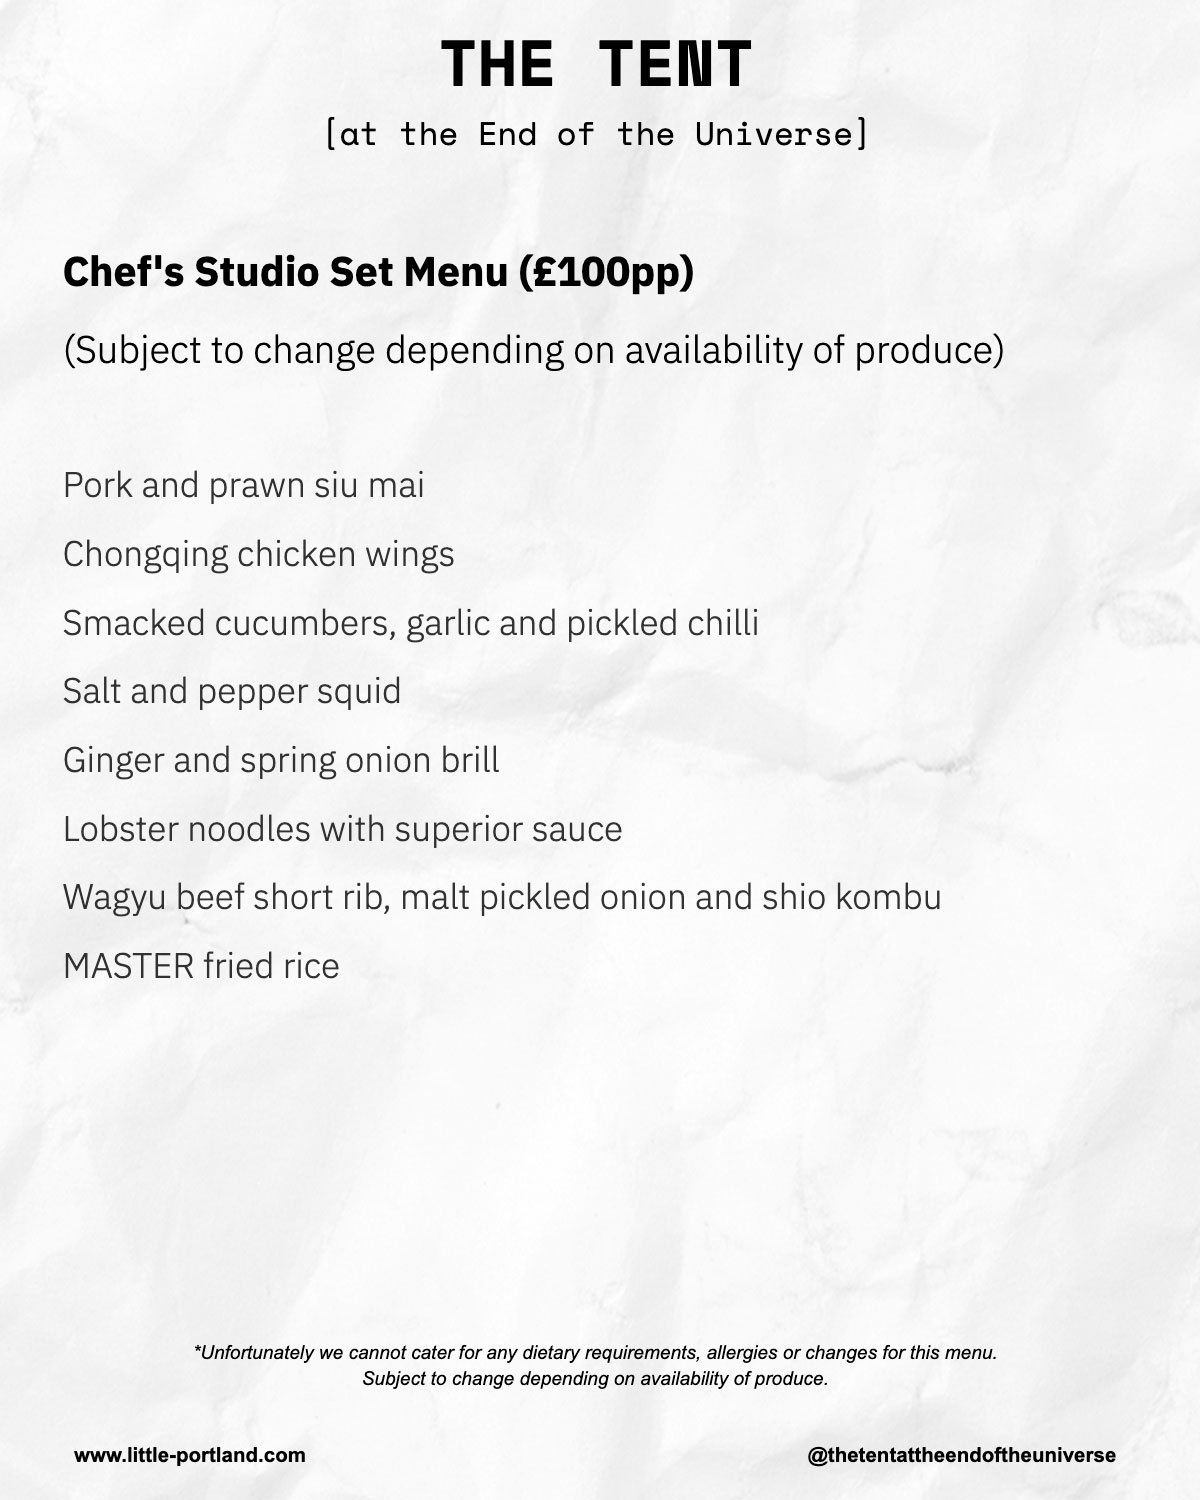 THE TENT
[at the End of the Universe]
Chef's Studio Set Menu (£100pp)
(Subject to change depending on availability of produce)
Pork and prawn siu mai
Chongqing chicken wings
Smacked cucumbers, garlic and pickled chilli
Salt and pepper squid
Ginger and spring onion brill
Lobster noodles with superior sauce
Wagyu beef short rib, malt pickled onion and shio kombu
MASTER fried rice
*Unfortunately we cannot cater for any dietary requirements, allergies or changes for this menu.
Subject to change depending on availability of produce.
www.little-portland.com
@thetentattheendoftheuniverse